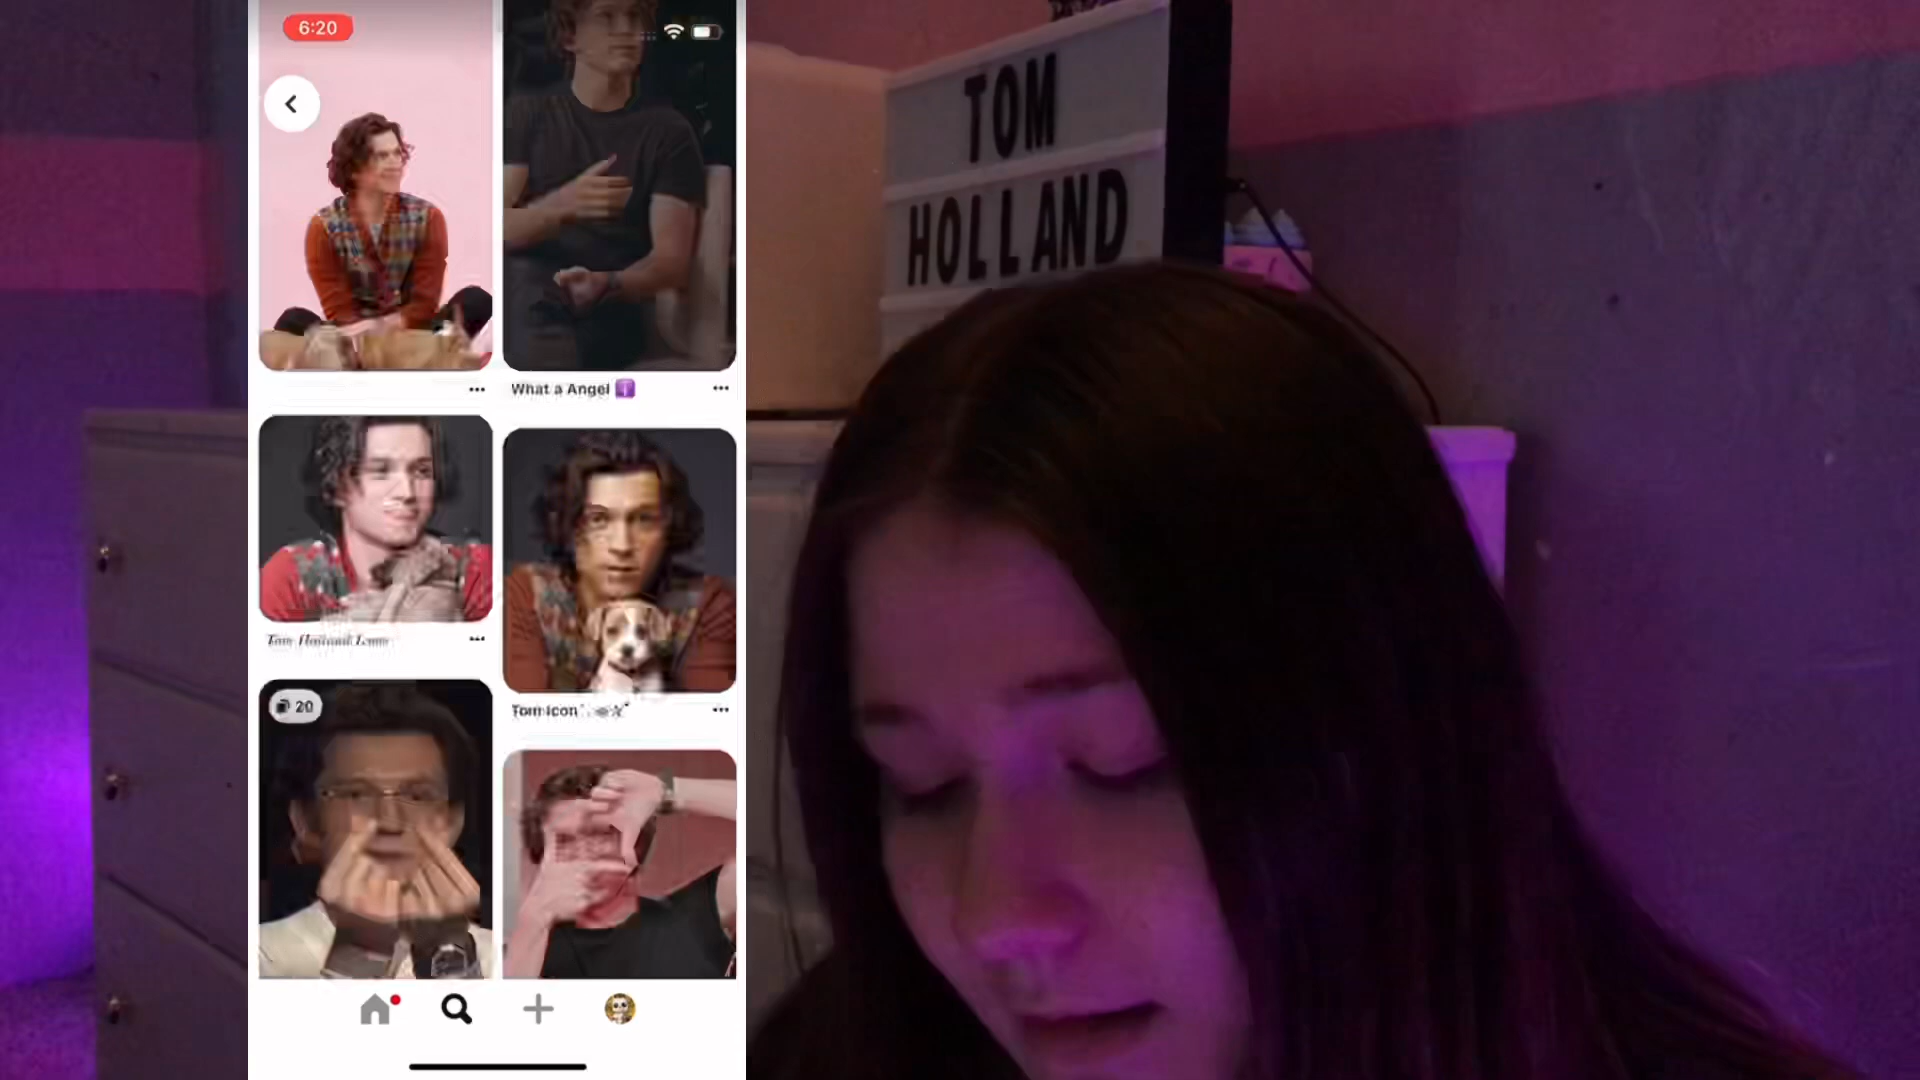 6:20
What a Angel
Tom Icon
20
TOM
HOLLAND